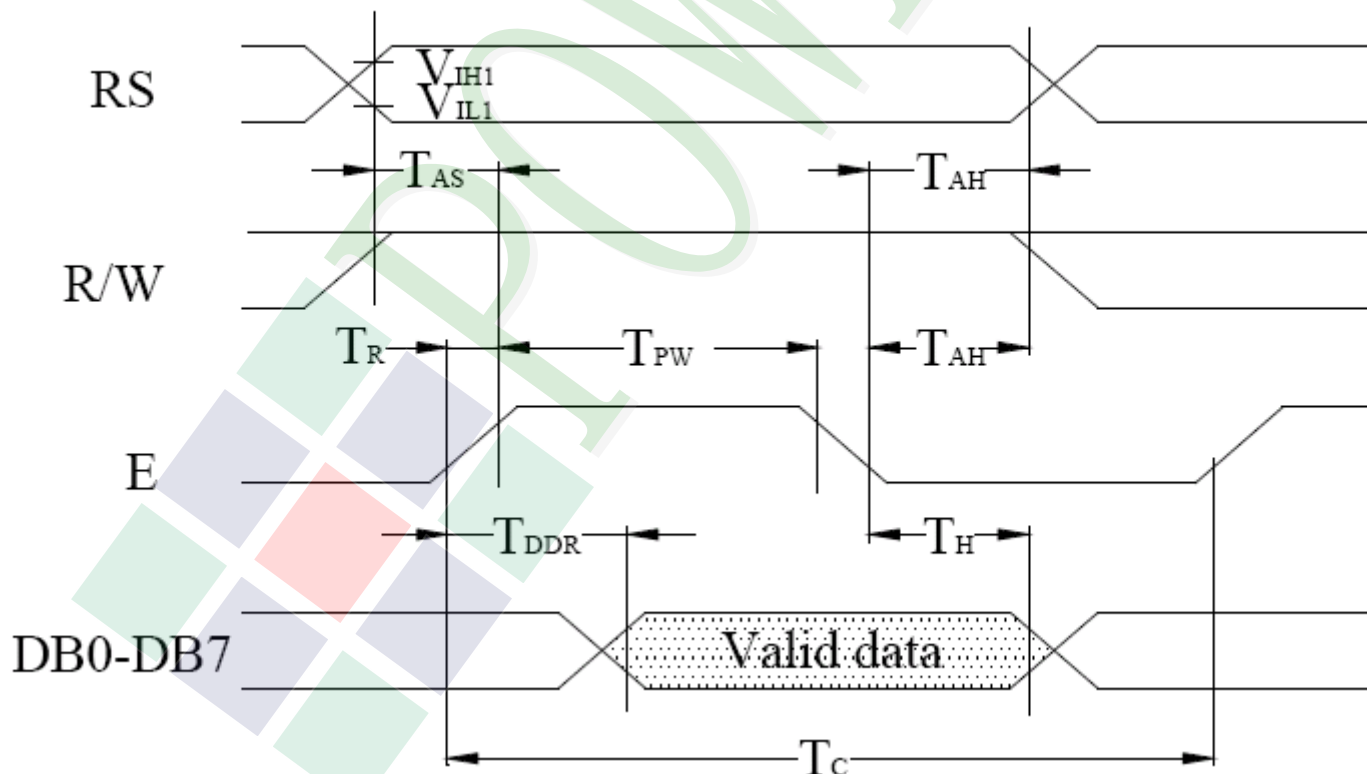 RS
VIH1
VIL1
TAS
TAH
R/W
TR
TPW
TAH
E
TDDR
TH
DB0-DB7
Valid data
TC